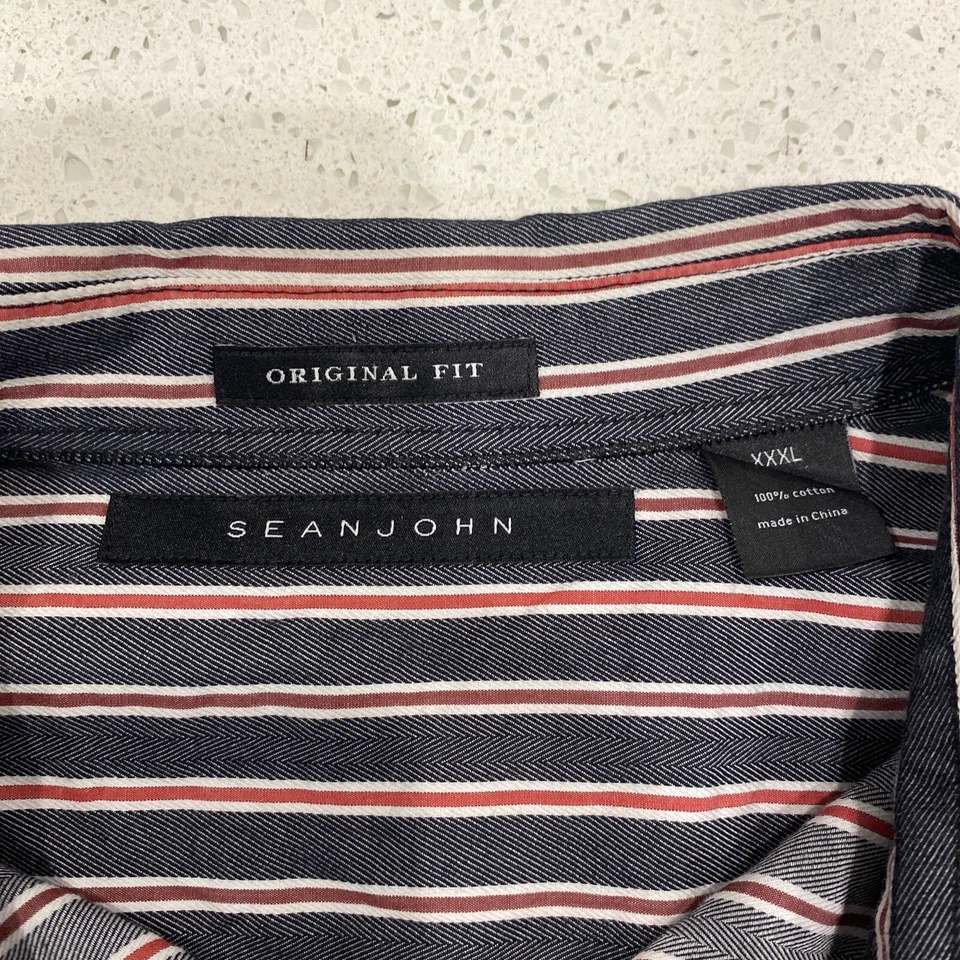 ORIGINAL FIT
SEANJOHN
XXXL
100% cotton
made in China